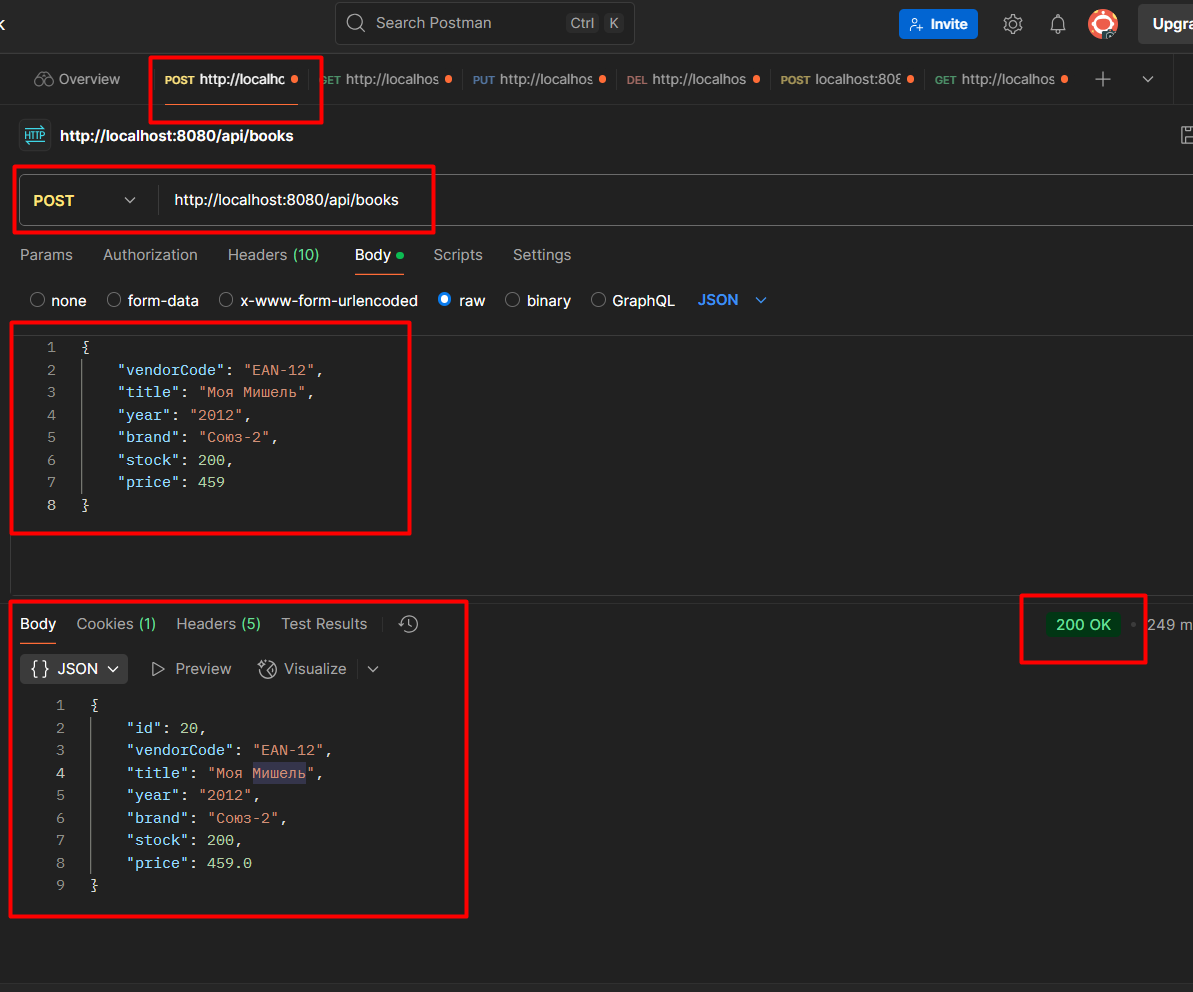 Search Postman Ctrl K Invite
Overview POST http://localhc GET http://localhos PUT http://localhos DEL http://localhos POST localhost:808 GET http://localhos
HTTP http://localhost:8080/api/books
POST http://localhost:8080/api/books
Params Authorization Headers (10) Body Scripts Settings
none form-data x-www-form-urlencoded raw binary GraphQL JSON
1 {
2 "vendorCode": "EAN-12",
3 "title": "Моя Мишель",
4 "year": "2012",
5 "brand": "Союз-2",
6 "stock": 200,
7 "price": 459
8 }
Body Cookies (1) Headers (5) Test Results 200 OK 249 m
{} JSON Preview Visualize
1 {
2 "id": 20,
3 "vendorCode": "EAN-12",
4 "title": "Моя Мишель",
5 "year": "2012",
6 "brand": "Союз-2",
7 "stock": 200,
8 "price": 459.0
9 }